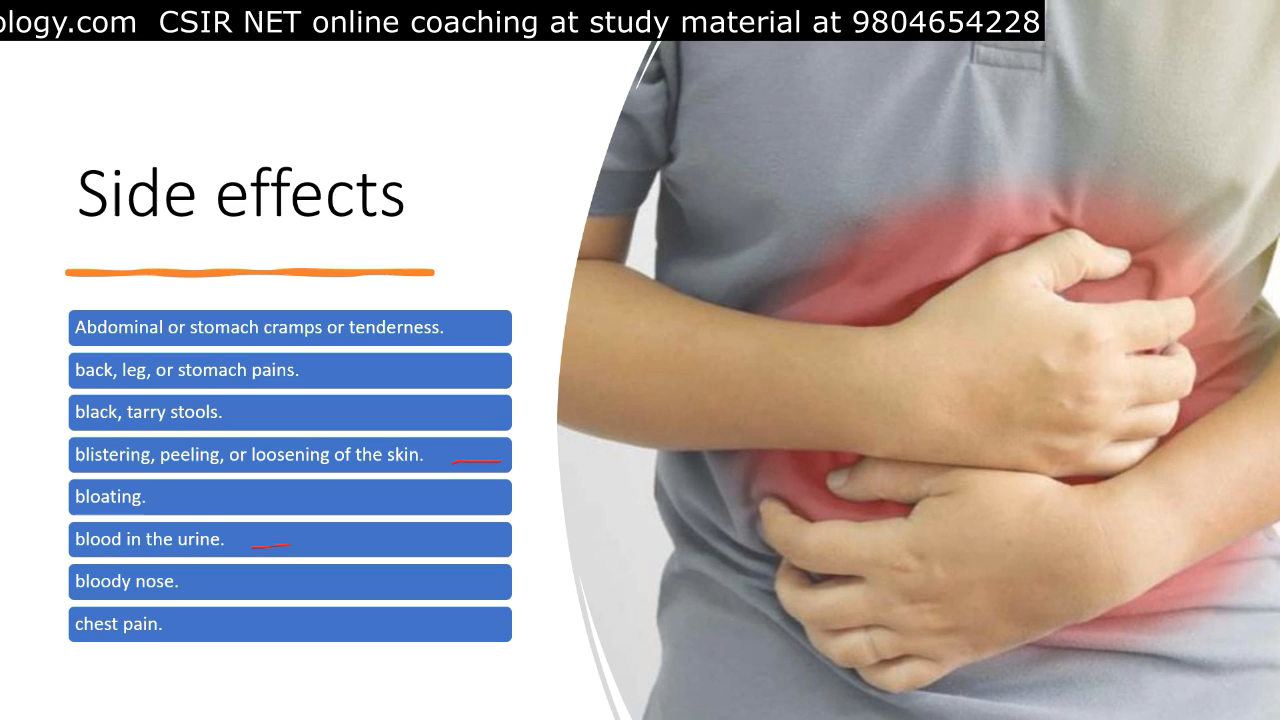 ology.com  CSIR NET online coaching at study material at 9804654228
Side effects
Abdominal or stomach cramps or tenderness.
back, leg, or stomach pains.
black, tarry stools.
blistering, peeling, or loosening of the skin.
bloating.
blood in the urine.
bloody nose.
chest pain.